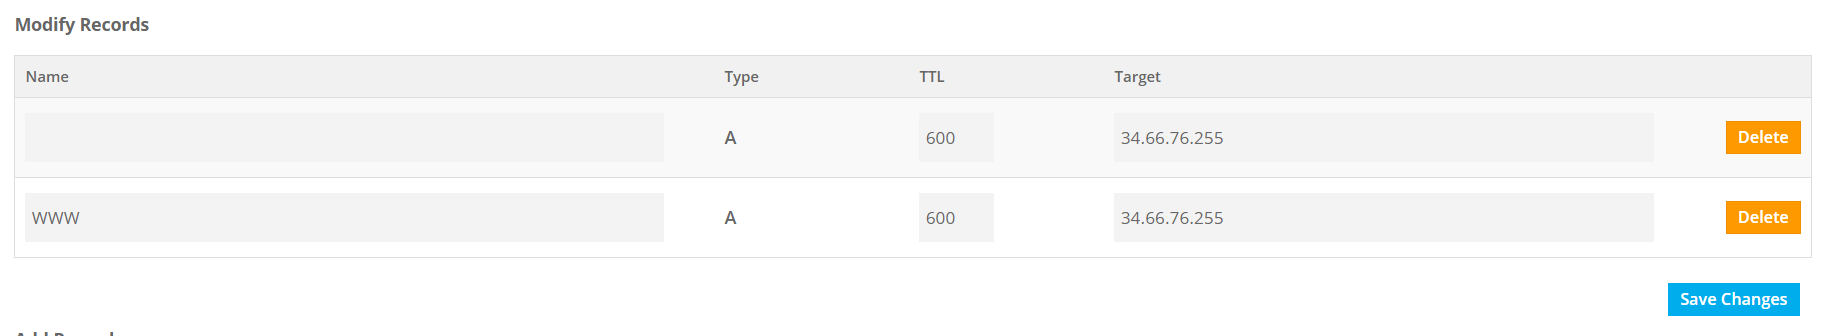 Modify Records
Name Type TTL Target
A 600 34.66.76.255 Delete
WWW A 600 34.66.76.255 Delete
Save Changes